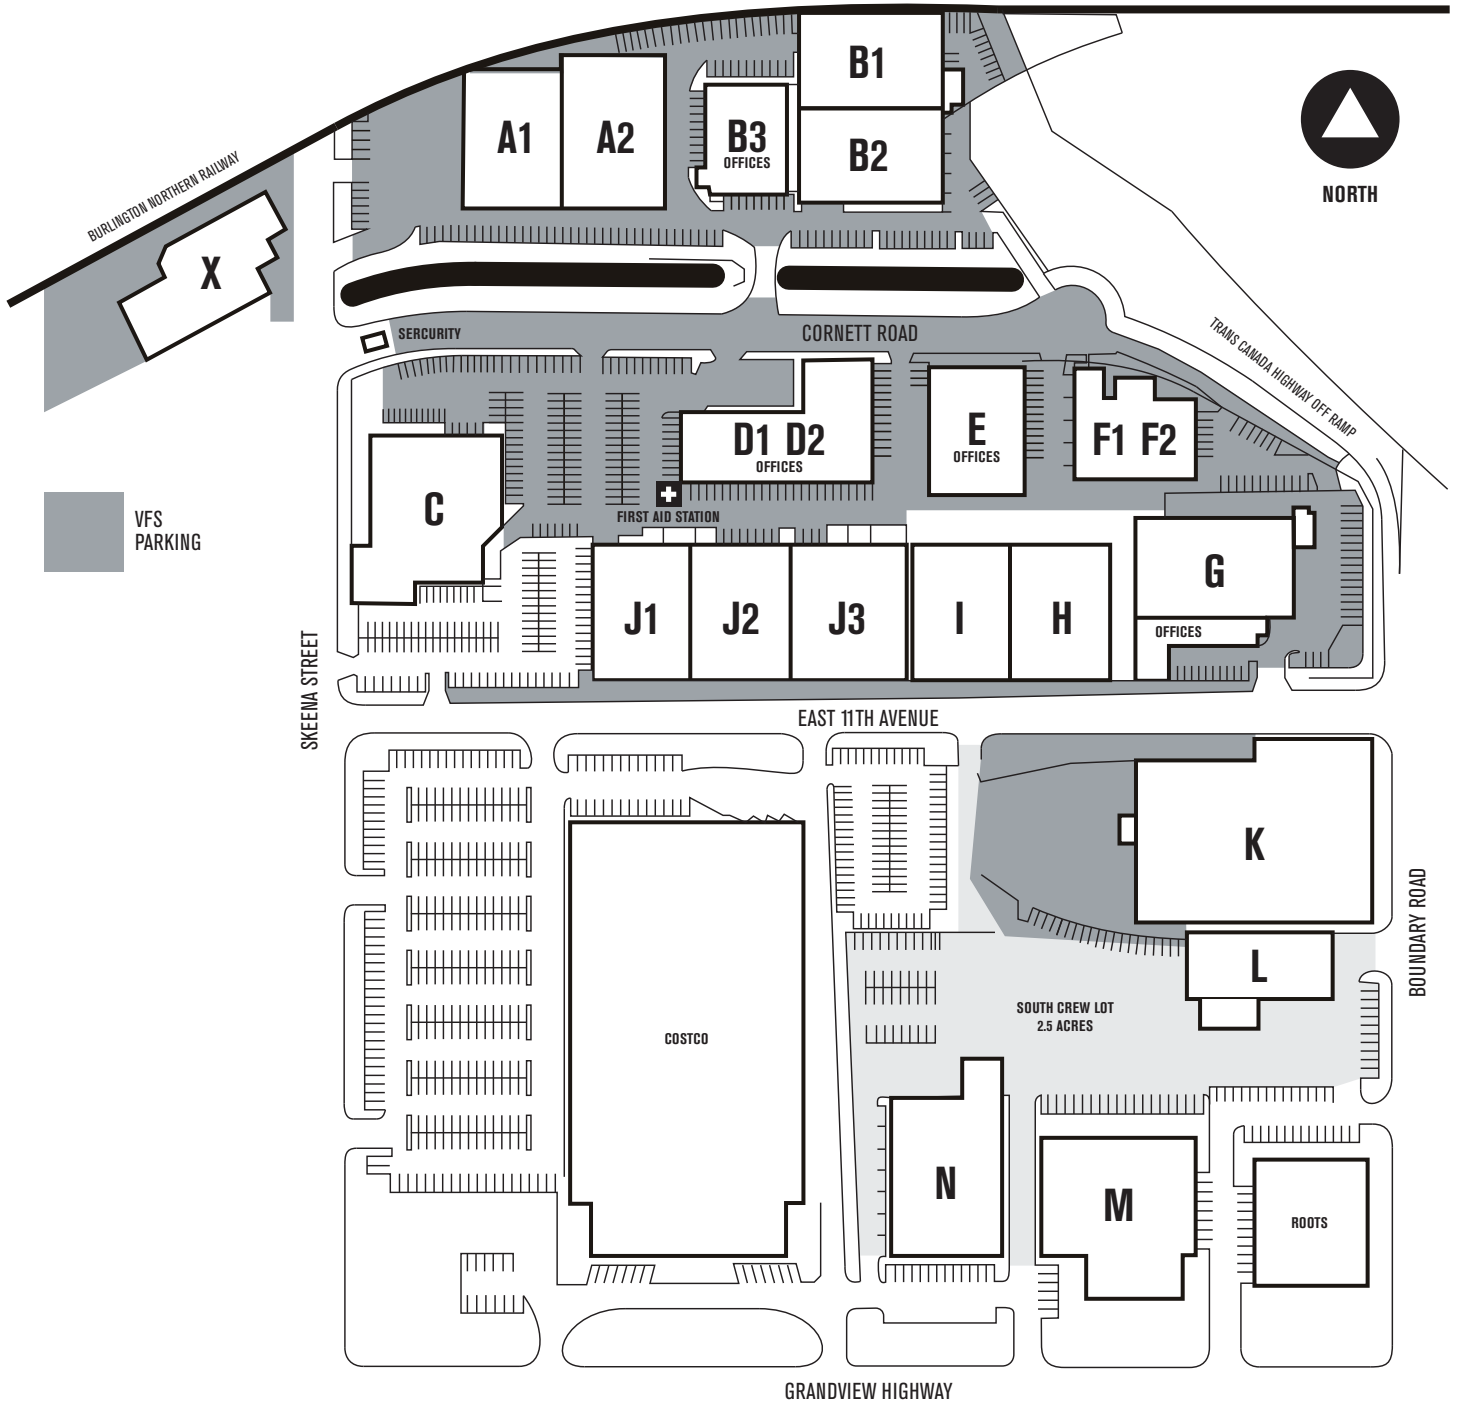 B1
A1
A2
B3
OFFICES
B2
NORTH
BURLINGTON NORTHERN RAILWAY
X
SERCURITY
CORNETT ROAD
TRANS CANADA HIGHWAY OFF RAMP
D1 D2
OFFICES
E
OFFICES
F1 F2
C
FIRST AID STATION
VFS
PARKING
G
OFFICES
J1
J2
J3
I
H
SKEENA STREET
EAST 11TH AVENUE
K
BOUNDARY ROAD
L
SOUTH CREW LOT
2.5 ACRES
COSTCO
N
M
ROOTS
GRANDVIEW HIGHWAY